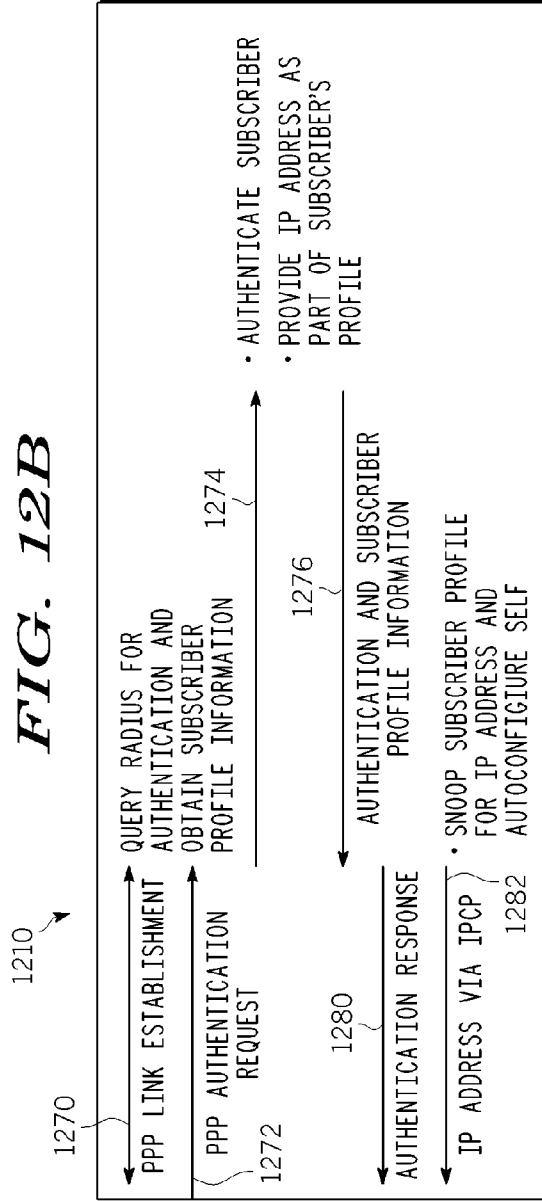 FIG. 12B
1210
1270
PPP LINK ESTABLISHMENT
1272
PPP AUTHENTICATION
REQUEST
QUERY RADIUS FOR
AUTHENTICATION AND
OBTAIN SUBSCRIBER
PROFILE INFORMATION
1274
• AUTHENTICATE SUBSCRIBER
• PROVIDE IP ADDRESS AS
PART OF SUBSCRIBER'S
PROFILE
1276
AUTHENTICATION AND SUBSCRIBER
PROFILE INFORMATION
1280
AUTHENTICATION RESPONSE
IP ADDRESS VIA IPCP
1282
• SNOOP SUBSCRIBER PROFILE
FOR IP ADDRESS AND
AUTOCONFIGIURE SELF